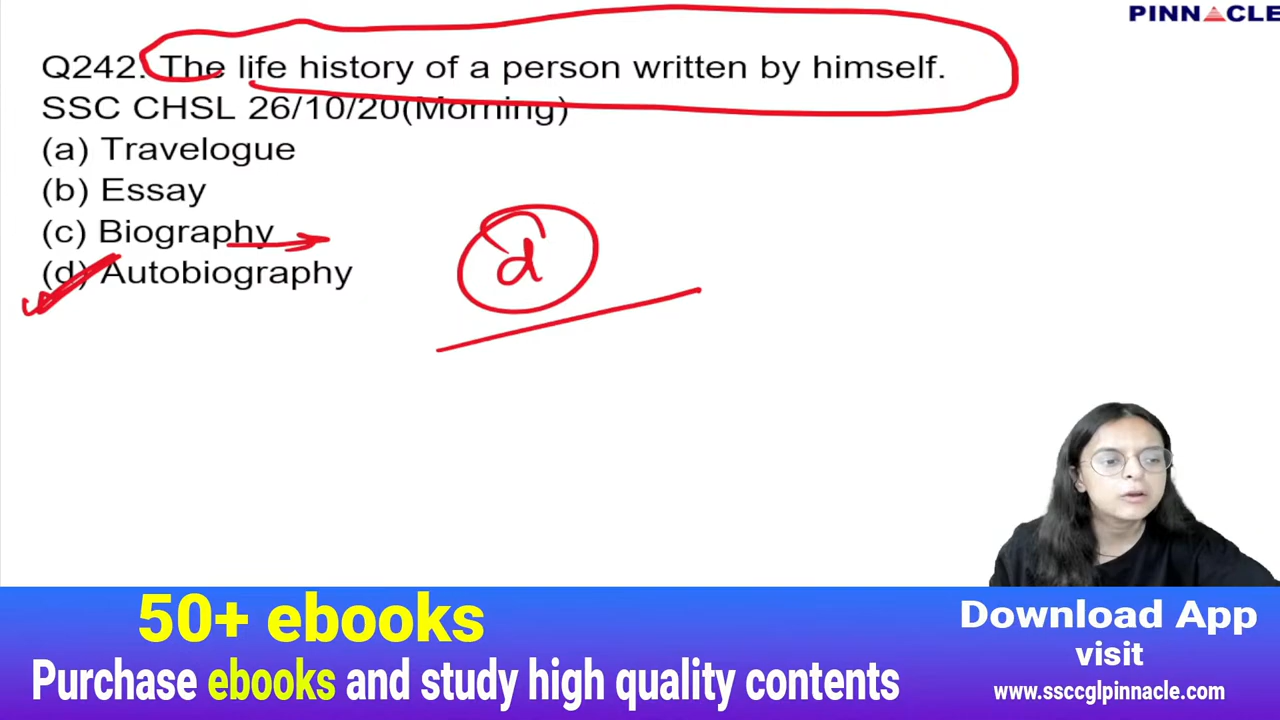 PINNACLE
Q242. The life history of a person written by himself.
SSC CHSL 26/10/20(Morning)
(a) Travelogue
(b) Essay
(c) Biography
(d) Autobiography
d
50+ ebooks
Purchase ebooks and study high quality contents
Download App
visit
www.ssccglpinnacle.com